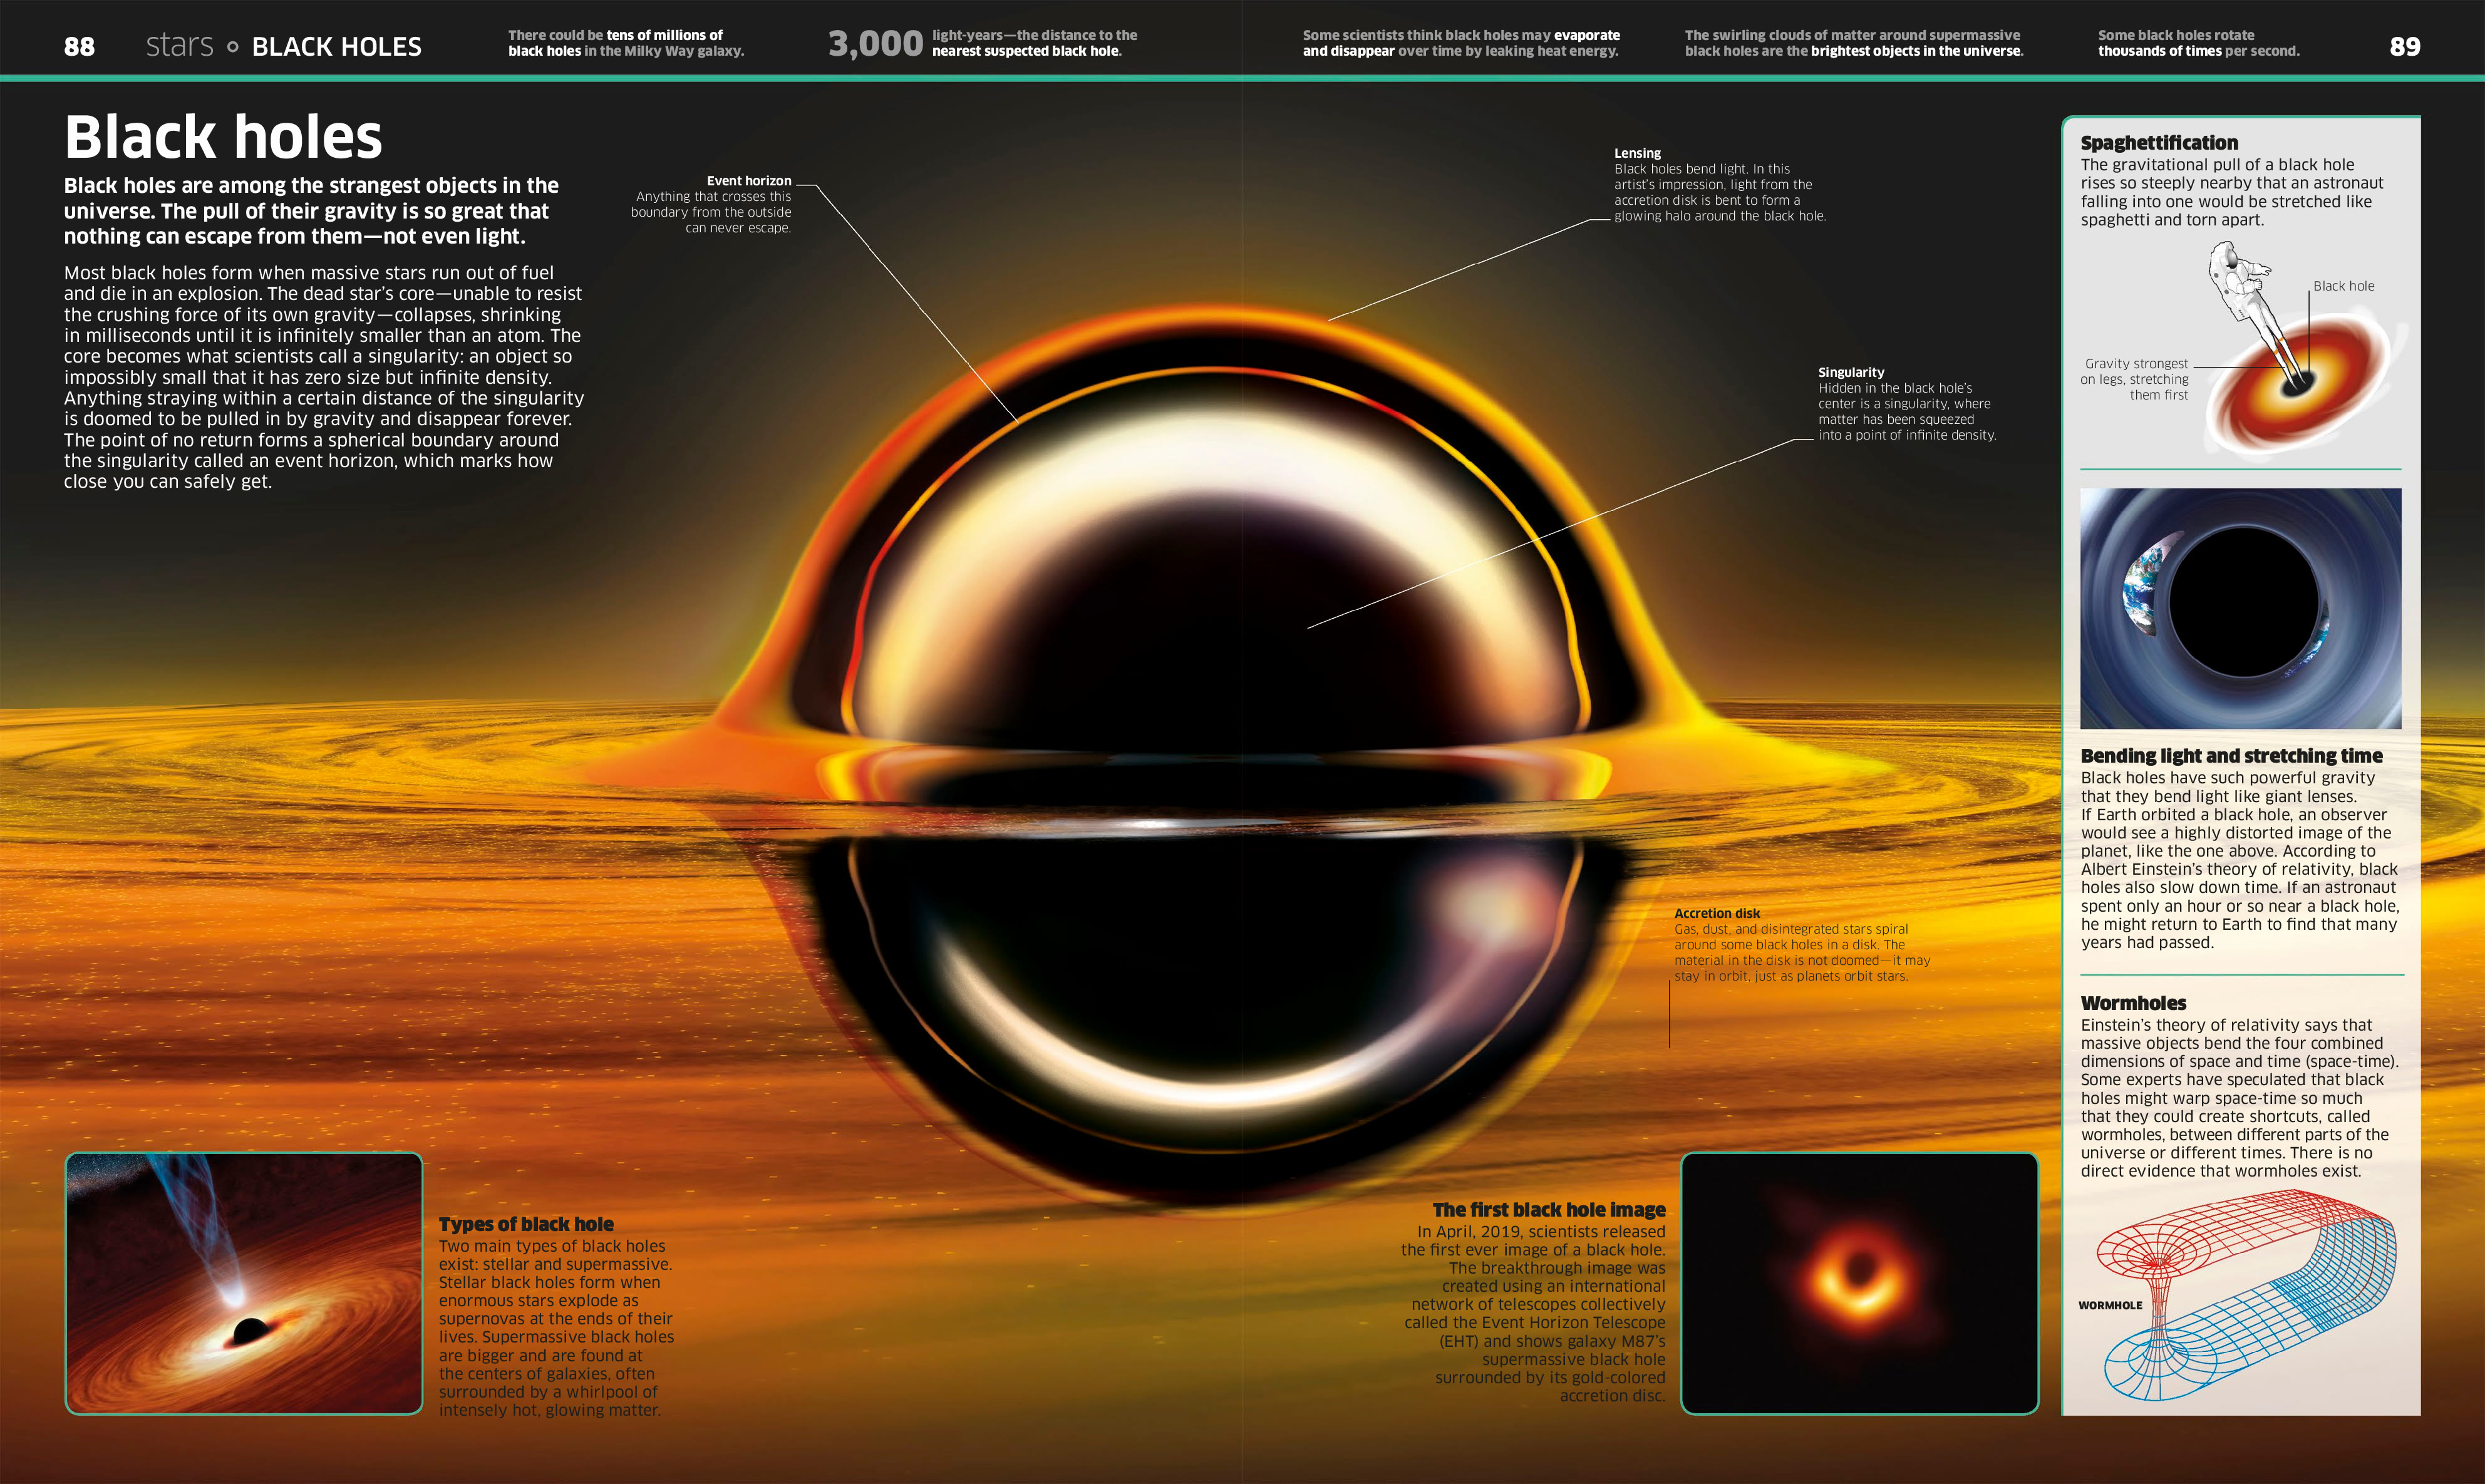 88
stars BLACK HOLES
There could be tens of millions of
black holes in the Milky Way galaxy.
3,000 light-years—the distance to the
nearest suspected black hole.
Some scientists think black holes may evaporate
and disappear over time by leaking heat energy.
The swirling clouds of matter around supermassive
black holes are the brightest objects in the universe.
Some black holes rotate
thousands of times per second.
89
Black holes
Black holes are among the strangest objects in the
universe. The pull of their gravity is so great that
nothing can escape from them—not even light.
Most black holes form when massive stars run out of fuel
and die in an explosion. The dead star's core—unable to resist
the crushing force of its own gravity—collapses, shrinking
in milliseconds until it is infinitely smaller than an atom. The
core becomes what scientists call a singularity: an object so
impossibly small that it has zero size but infinite density.
Anything straying within a certain distance of the singularity
is doomed to be pulled in by gravity and disappear forever.
The point of no return forms a spherical boundary around
the singularity called an event horizon, which marks how
close you can safely get.
Event horizon
Anything that crosses this
boundary from the outside
can never escape.
Lensing
Black holes bend light. In this
artist's impression, light from the
accretion disk is bent to form a
glowing halo around the black hole.
Singularity
Hidden in the black hole's
center is a singularity, where
matter has been squeezed
into a point of infinite density.
Accretion disk
Gas, dust, and disintegrated stars spiral
around some black holes in a disk. The
material in the disk is not doomed—it may
stay in orbit, just as planets orbit stars.
Types of black hole
Two main types of black holes
exist: stellar and supermassive.
Stellar black holes form when
enormous stars explode as
supernovas at the ends of their
lives. Supermassive black holes
are bigger and are found at
the centers of galaxies, often
surrounded by a whirlpool of
intensely hot, glowing matter.
The first black hole image
In April, 2019, scientists released
the first ever image of a black hole.
The breakthrough image was
created using an international
network of telescopes collectively
called the Event Horizon Telescope
(EHT) and shows galaxy M87's
supermassive black hole
surrounded by its gold-colored
accretion disc.
Spaghettification
The gravitational pull of a black hole
rises so steeply nearby that an astronaut
falling into one would be stretched like
spaghetti and torn apart.
Black hole
Gravity strongest
on legs, stretching
them first
Bending light and stretching time
Black holes have such powerful gravity
that they bend light like giant lenses.
If Earth orbited a black hole, an observer
would see a highly distorted image of the
planet, like the one above. According to
Albert Einstein's theory of relativity, black
holes also slow down time. If an astronaut
spent only an hour or so near a black hole,
he might return to Earth to find that many
years had passed.
Wormholes
Einstein's theory of relativity says that
massive objects bend the four combined
dimensions of space and time (space-time).
Some experts have speculated that black
holes might warp space-time so much
that they could create shortcuts, called
wormholes, between different parts of the
universe or different times. There is no
direct evidence that wormholes exist.
WORMHOLE